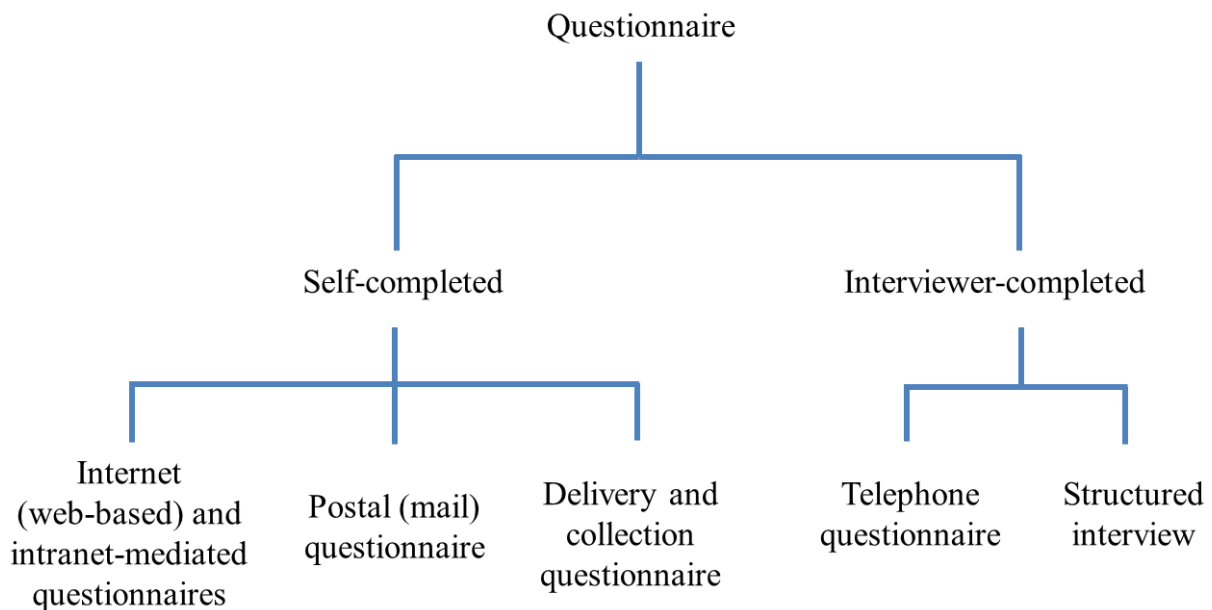 Questionnaire
Self-completed
Interviewer-completed
Internet
(web-based) and
intranet-mediated
questionnaires
Postal (mail)
questionnaire
Delivery and
collection
questionnaire
Telephone
questionnaire
Structured
interview